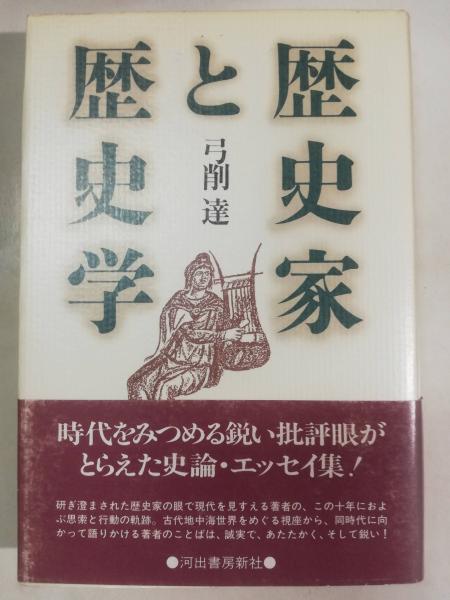 歴史家
と
歴史学
弓削達
時代をみつめる鋭い批評眼が
とらえた史論・エッセイ集!
研ぎ澄まされた歴史家の眼で現代を見すえる著者の、この十年におよ
ぶ思索と行動の軌跡。古代地中海世界をめぐる視座から、同時代に向
かって語りかける著者のことばは、誠実で、あたたかく、そして鋭い!
●河出書房新社●